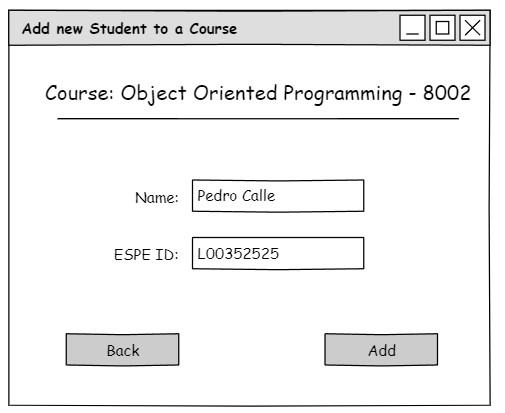 Add new Student to a Course
Course: Object Oriented Programming - 8002
Name: Pedro Calle
ESPE ID: L00352525
Back Add